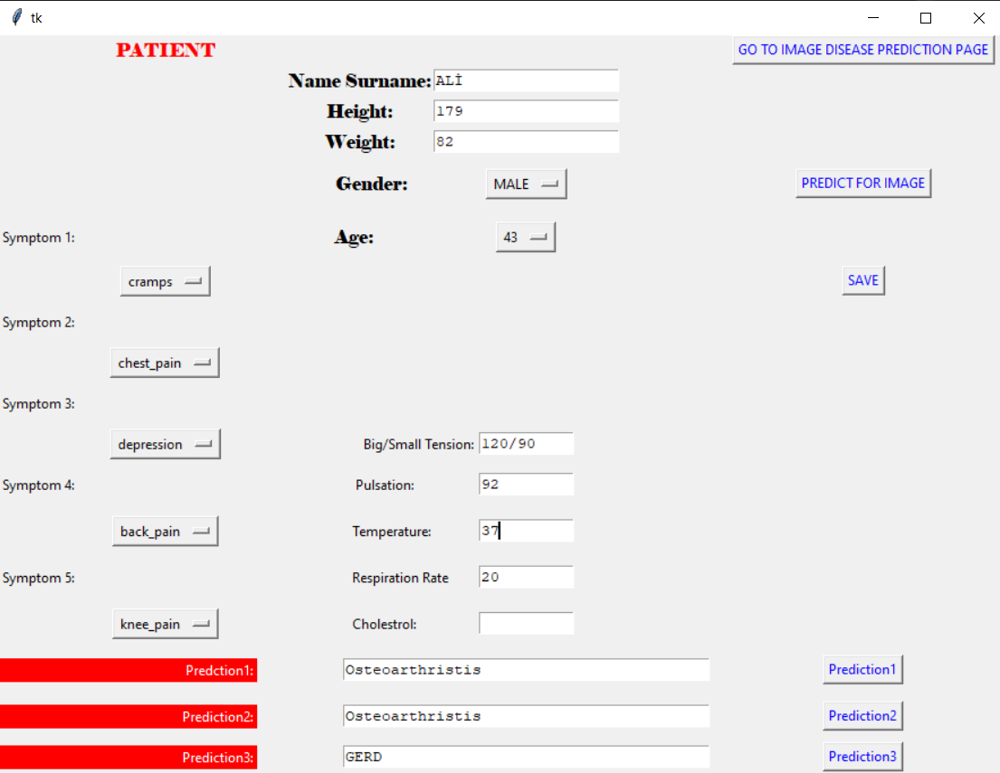 tk
PATIENT
GO TO IMAGE DISEASE PREDICTION PAGE
Name Surname: ALİ
Height: 179
Weight: 82
Gender: MALE
PREDICT FOR IMAGE
Symptom 1:
Age: 43
cramps
SAVE
Symptom 2:
chest_pain
Symptom 3:
depression
Big/Small Tension: 120/90
Symptom 4:
Pulsation: 92
back_pain
Temperature: 37
Symptom 5:
Respiration Rate 20
knee_pain
Cholestrol:
Predction1: Osteoarthristis Prediction1
Prediction2: Osteoarthristis Prediction2
Prediction3: GERD Prediction3